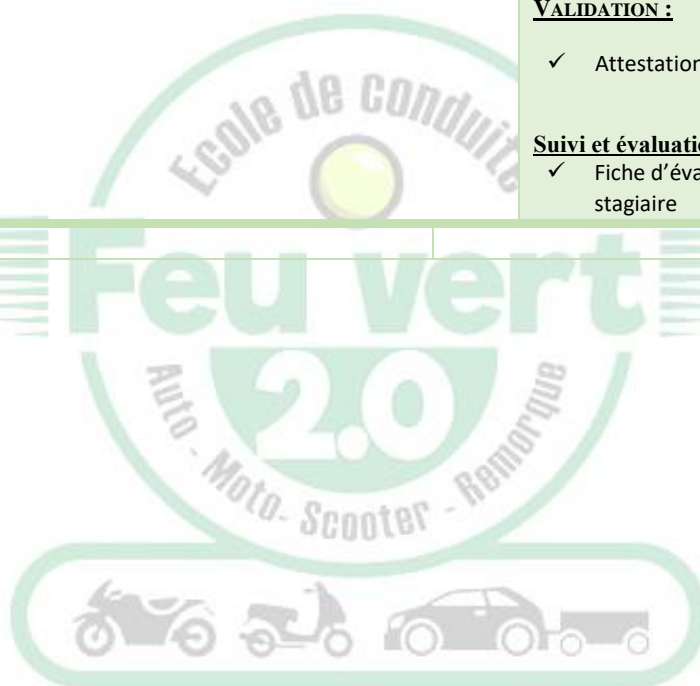 VALIDATION :
✓ Attestation
Suivi et évaluati
✓ Fiche d'éva
stagiaire
Ecole de conduite
Feu vert
2.0
Auto - Moto - Scooter - Remorque